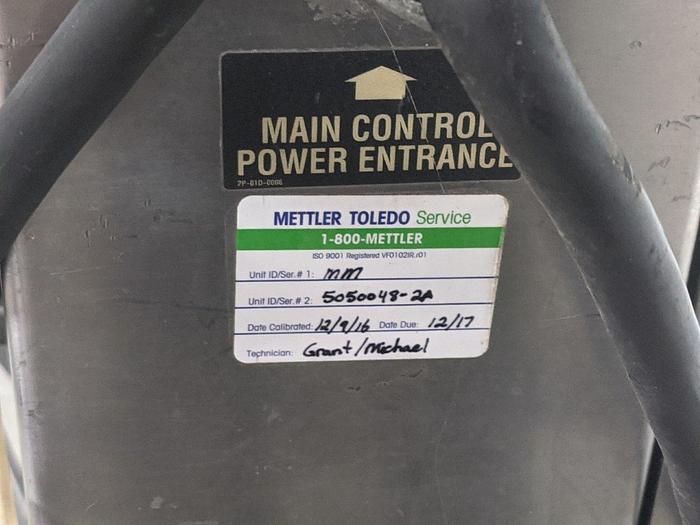 MAIN CONTROL
POWER ENTRANCE
2P-01D-0086
METTLER TOLEDO Service
1-800-METTLER
ISO 9001 Registered VF0102IR.r01
Unit ID/Ser.# 1: MM
Unit ID/Ser.# 2: 5050048-2A
Date Calibrated: 12/9/16 Date Due: 12/17
Technician: Grant/Michael